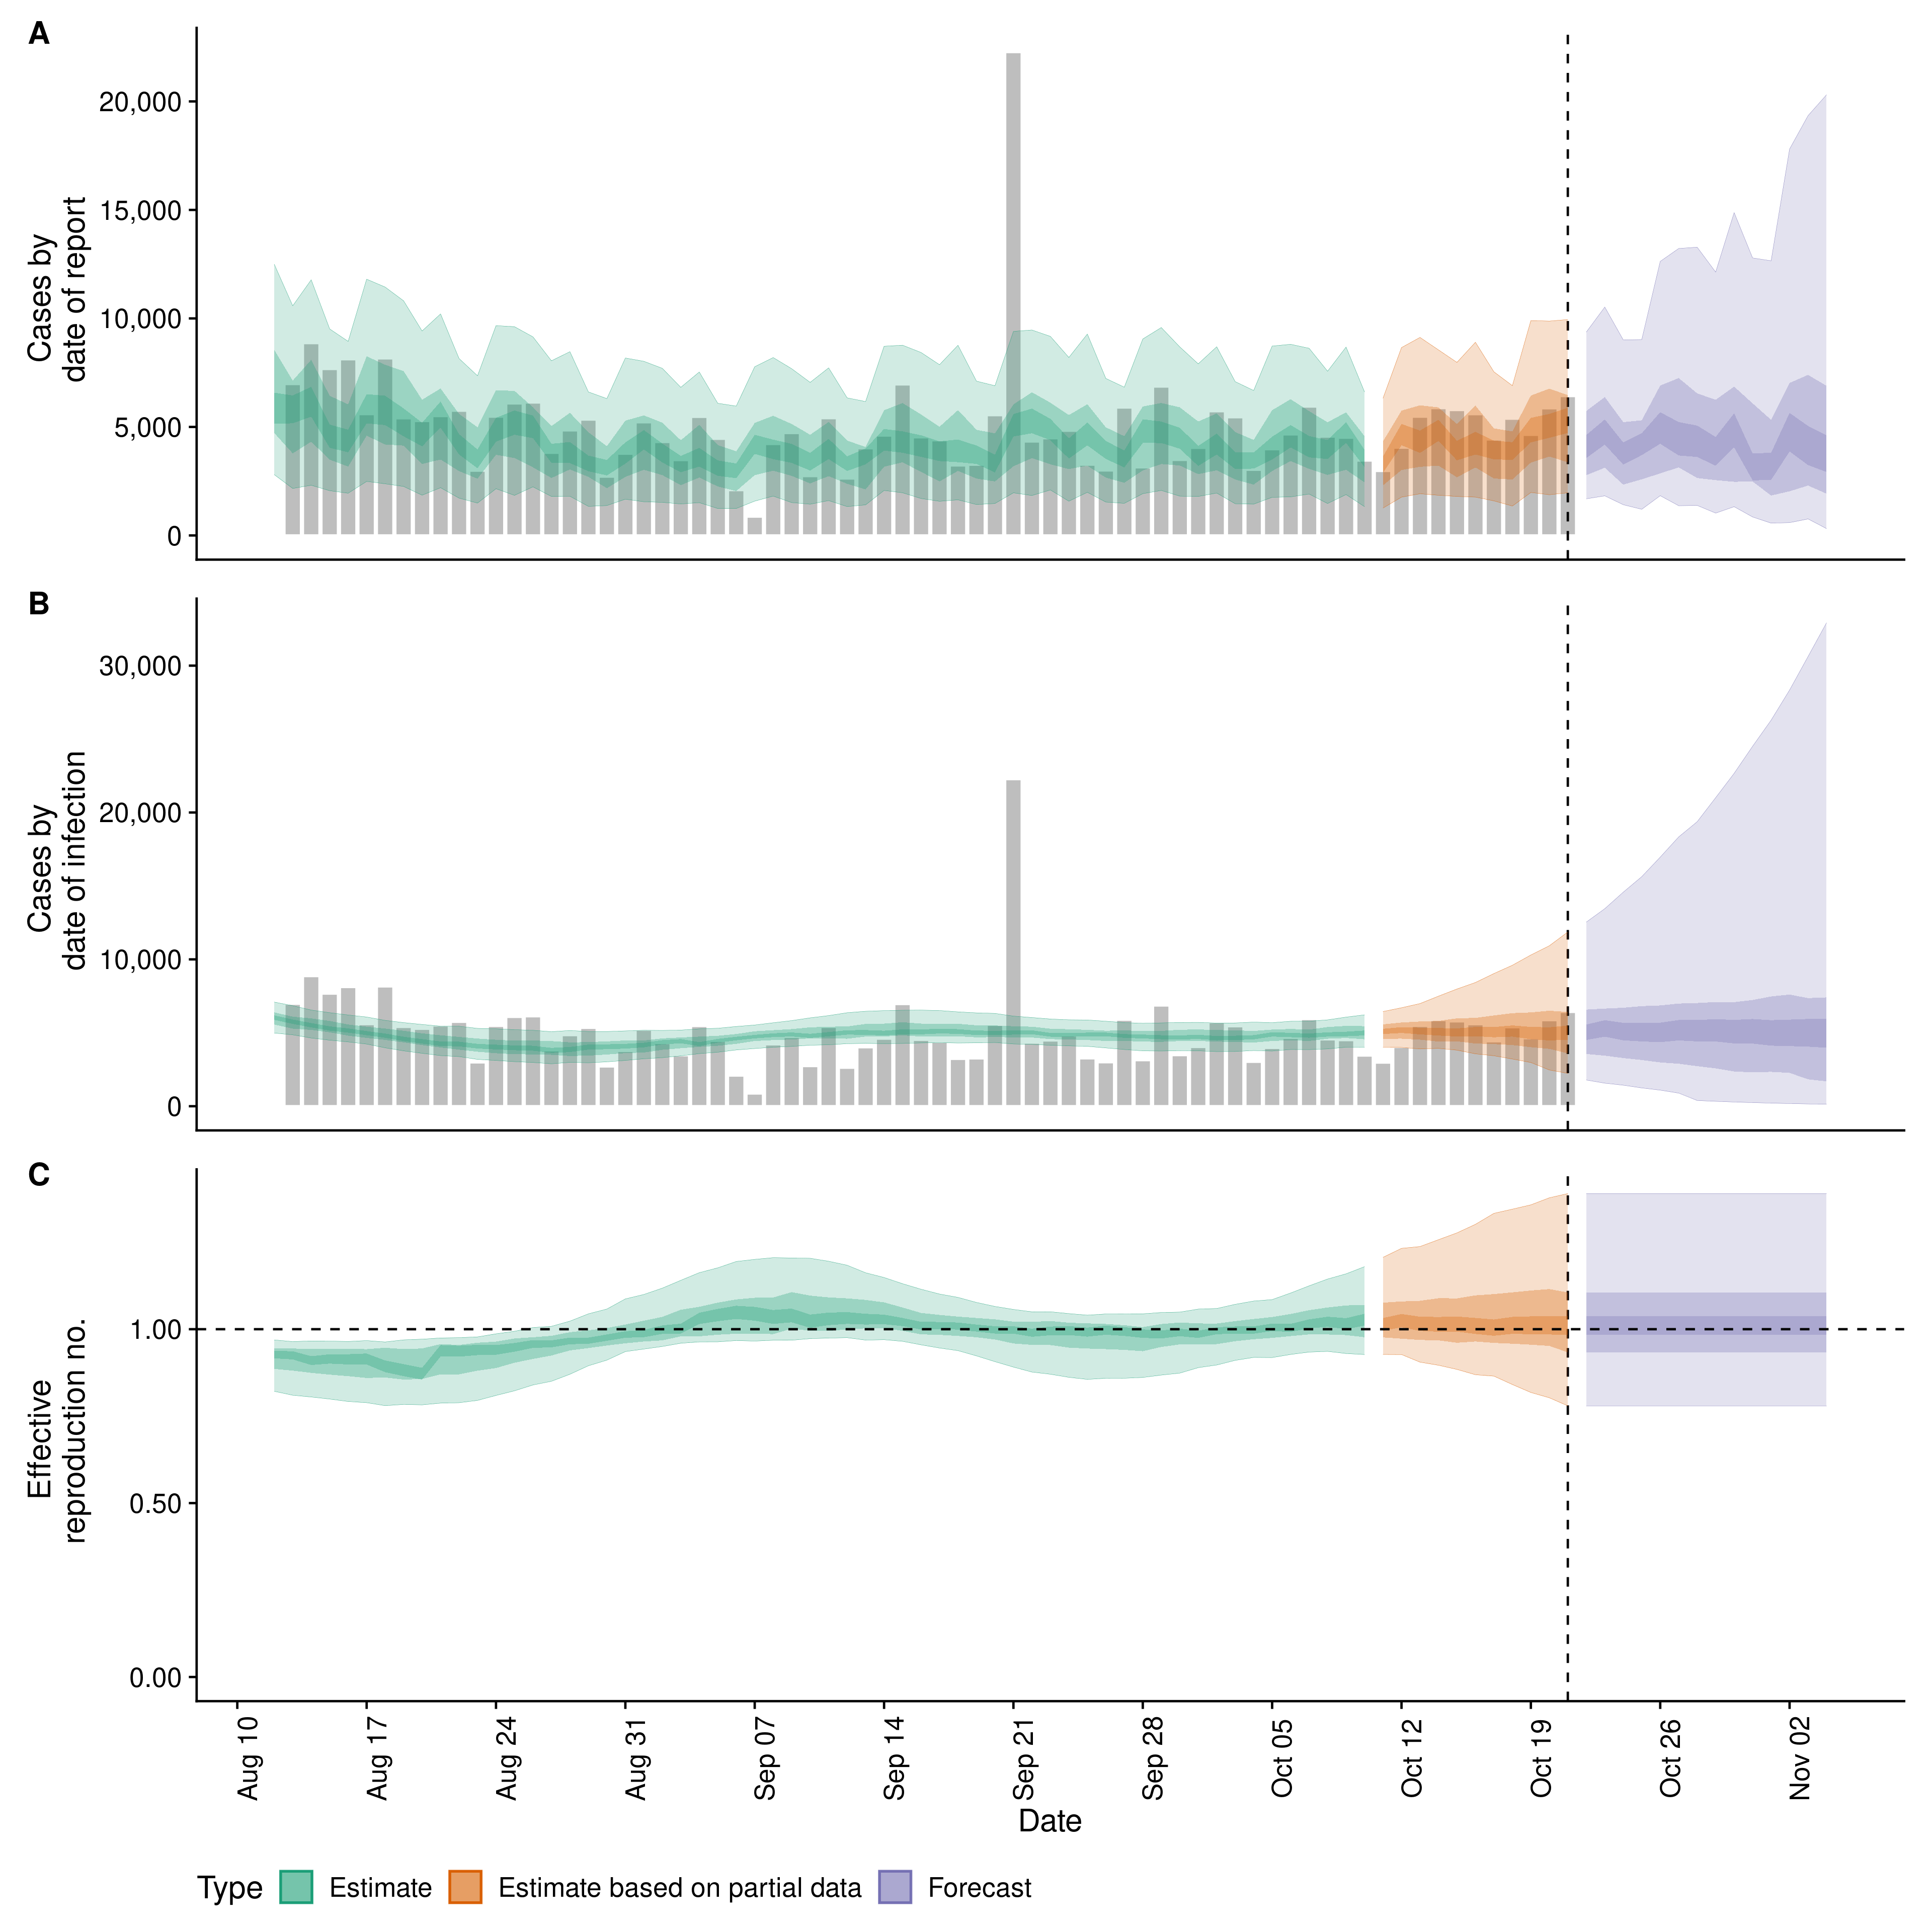 A
Cases by
date of report
20,000
15,000
10,000
5,000
0
B
Cases by
date of infection
30,000
20,000
10,000
0
C
Effective
reproduction no.
1.00
0.50
0.00
Aug 10
Aug 17
Aug 24
Aug 31
Sep 07
Sep 14
Sep 21
Sep 28
Oct 05
Oct 12
Oct 19
Oct 26
Nov 02
Date
Type Estimate Estimate based on partial data Forecast